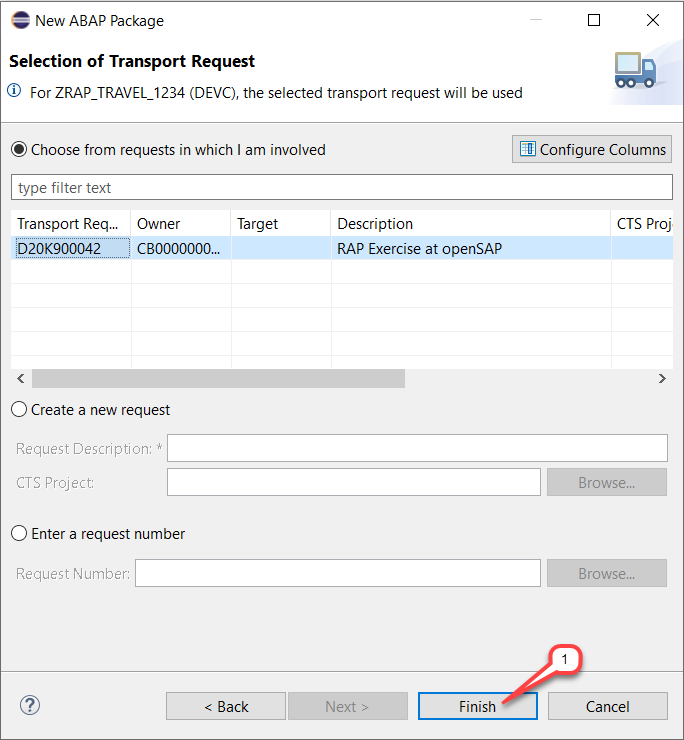 New ABAP Package
Selection of Transport Request
For ZRAP_TRAVEL_1234 (DEVC), the selected transport request will be used
Choose from requests in which I am involved
Configure Columns
type filter text
Transport Req... Owner Target Description CTS Proj
D20K900042 CB0000000... RAP Exercise at openSAP
Create a new request
Request Description: *
CTS Project:
Browse...
Enter a request number
Request Number:
Browse...
1
? < Back Next > Finish Cancel